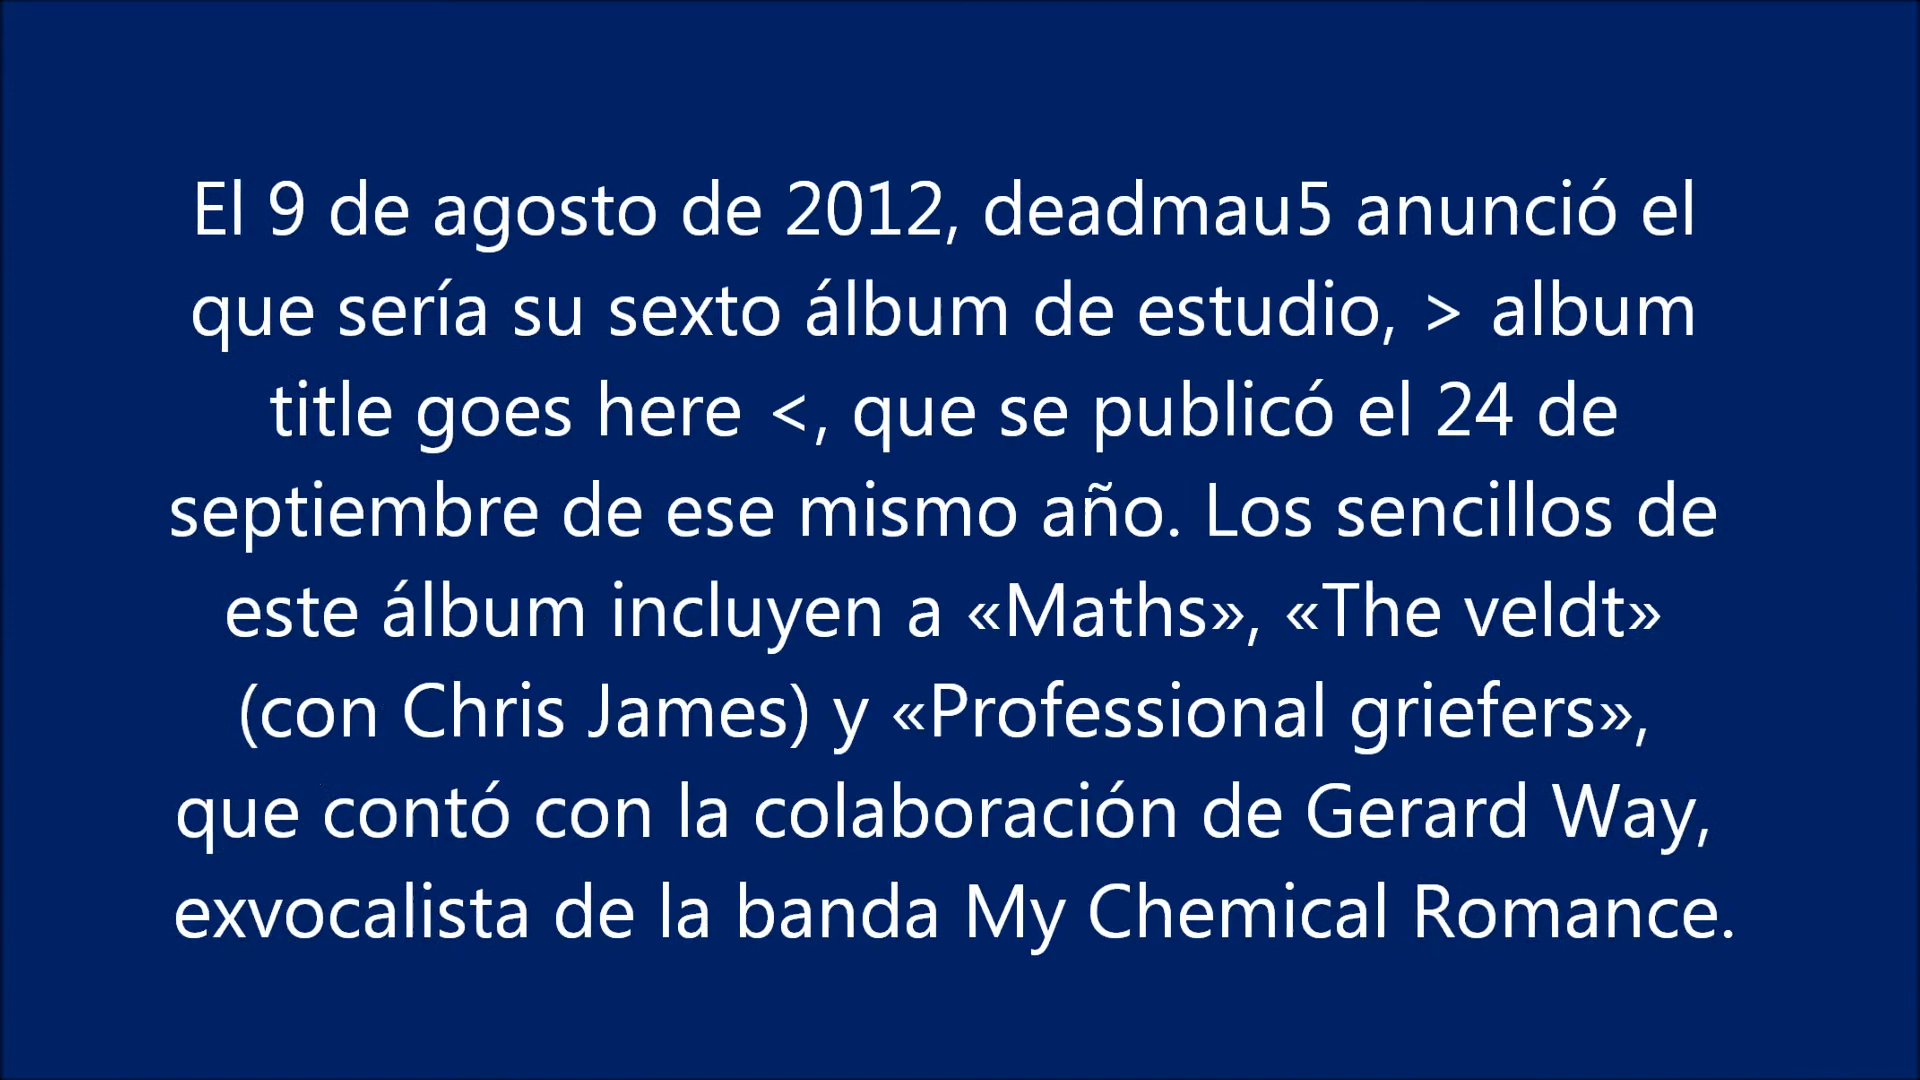 El 9 de agosto de 2012, deadmau5 anunció el
que sería su sexto álbum de estudio, > album
title goes here <, que se publicó el 24 de
septiembre de ese mismo año. Los sencillos de
este álbum incluyen a «Maths», «The veldt»
(con Chris James) y «Professional griefers»,
que contó con la colaboración de Gerard Way,
exvocalista de la banda My Chemical Romance.